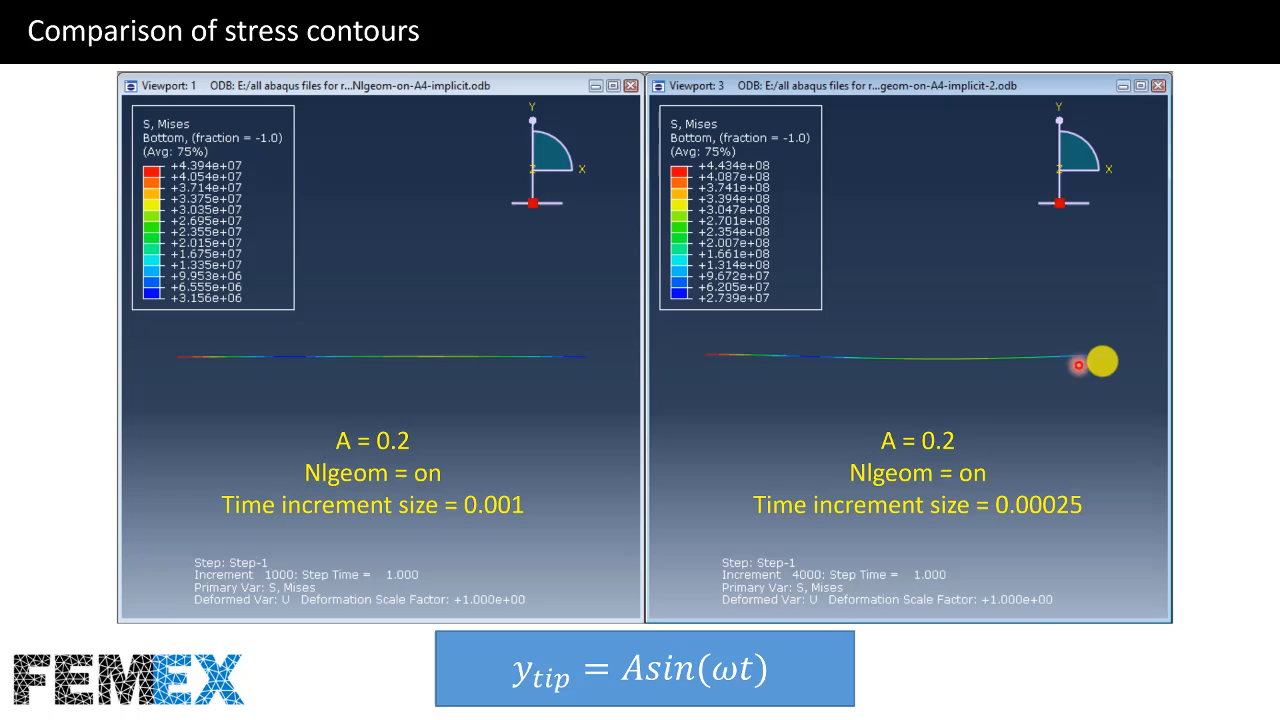 Comparison of stress contours
Viewport: 1 ODB: E:/all abaqus files for r...Nlgeom-on-A4-implicit.odb
S, Mises
Bottom, (fraction = -1.0)
(Avg: 75%)
+4.394e+07
+4.054e+07
+3.714e+07
+3.375e+07
+3.035e+07
+2.695e+07
+2.355e+07
+2.015e+07
+1.675e+07
+1.335e+07
+9.953e+06
+6.555e+06
+3.156e+06
Y
Z
X
A = 0.2
Nlgeom = on
Time increment size = 0.001
Step: Step-1
Increment 1000: Step Time = 1.000
Primary Var: S, Mises
Deformed Var: U Deformation Scale Factor: +1.000e+00
Viewport: 3 ODB: E:/all abaqus files for r...geom-on-A4-implicit-2.odb
S, Mises
Bottom, (fraction = -1.0)
(Avg: 75%)
+4.434e+08
+4.087e+08
+3.741e+08
+3.394e+08
+3.047e+08
+2.701e+08
+2.354e+08
+2.007e+08
+1.661e+08
+1.314e+08
+9.672e+07
+6.205e+07
+2.739e+07
Y
Z
X
A = 0.2
Nlgeom = on
Time increment size = 0.00025
Step: Step-1
Increment 4000: Step Time = 1.000
Primary Var: S, Mises
Deformed Var: U Deformation Scale Factor: +1.000e+00
FEMEX
y_tip = Asin(ωt)